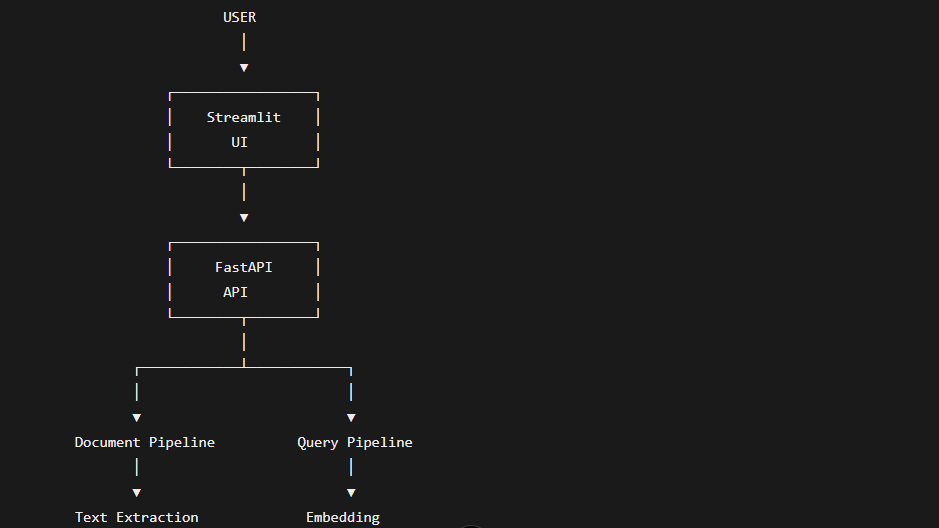 USER
Streamlit
UI
FastAPI
API
Document Pipeline Query Pipeline
Text Extraction Embedding